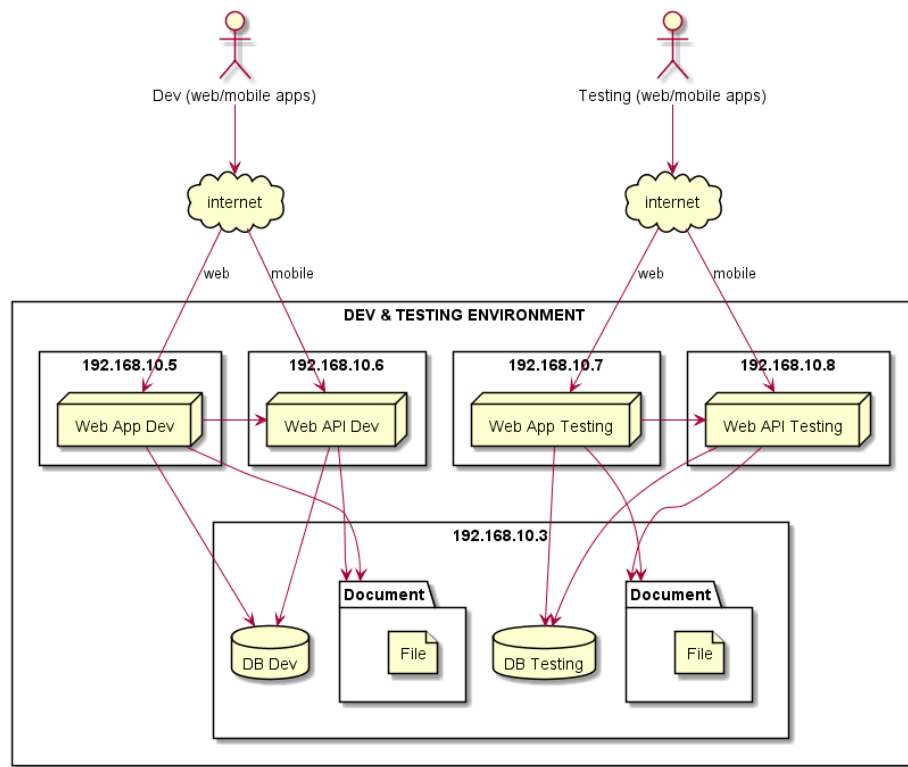 Dev (web/mobile apps)
Testing (web/mobile apps)
internet
internet
web
mobile
web
mobile
DEV & TESTING ENVIRONMENT
192.168.10.5
192.168.10.6
192.168.10.7
192.168.10.8
Web App Dev
Web API Dev
Web App Testing
Web API Testing
192.168.10.3
Document
Document
File
File
DB Dev
DB Testing